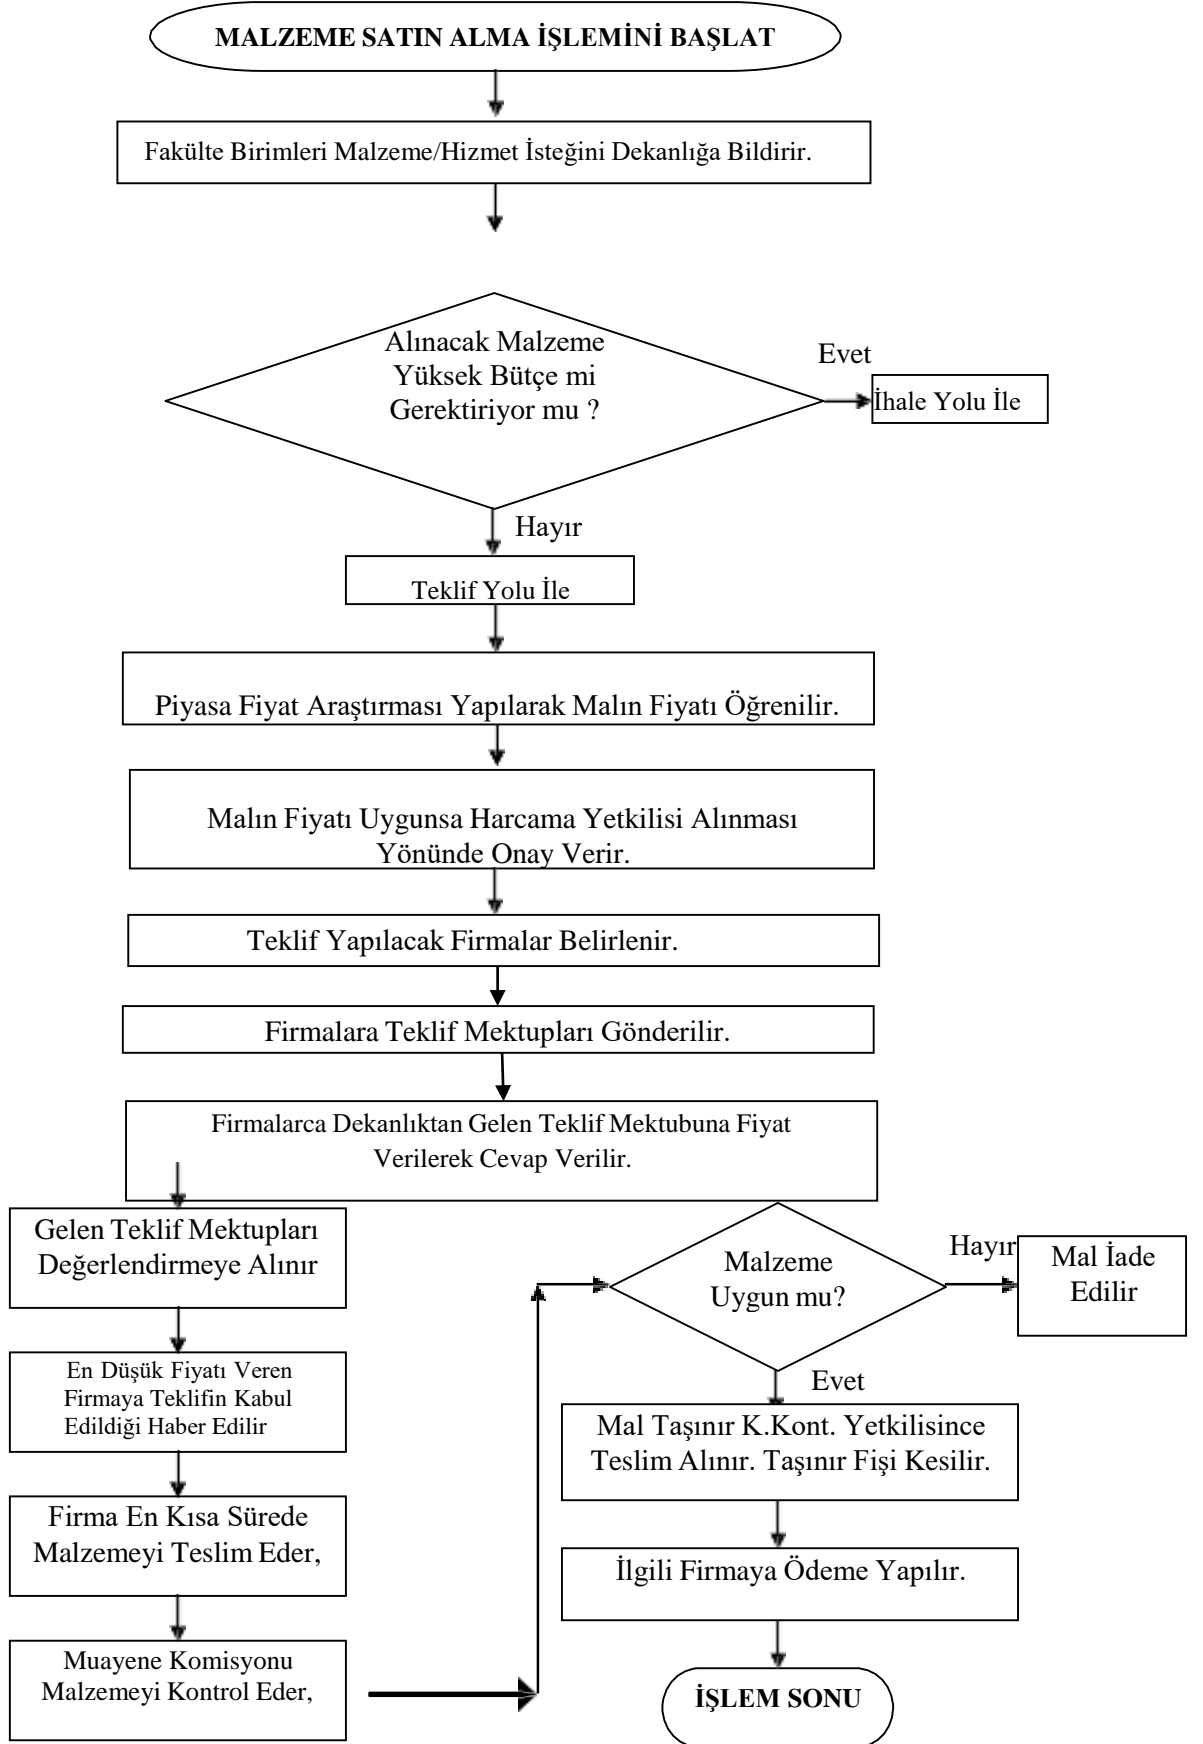 MALZEME SATIN ALMA İŞLEMİNİ BAŞLAT
Fakülte Birimleri Malzeme/Hizmet İsteğini Dekanlığa Bildirir.
Alınacak Malzeme
Yüksek Bütçe mi
Gerektiriyor mu ?
Evet
İhale Yolu İle
Hayır
Teklif Yolu İle
Piyasa Fiyat Araştırması Yapılarak Malın Fiyatı Öğrenilir.
Malın Fiyatı Uygunsa Harcama Yetkilisi Alınması
Yönünde Onay Verir.
Teklif Yapılacak Firmalar Belirlenir.
Firmalara Teklif Mektupları Gönderilir.
Firmalarca Dekanlıktan Gelen Teklif Mektubuna Fiyat
Verilerek Cevap Verilir.
Gelen Teklif Mektupları
Değerlendirmeye Alınır
En Düşük Fiyatı Veren
Firmaya Teklifin Kabul
Edildiği Haber Edilir
Firma En Kısa Sürede
Malzemeyi Teslim Eder,
Muayene Komisyonu
Malzemeyi Kontrol Eder,
Malzeme
Uygun mu?
Hayır
Mal İade
Edilir
Evet
Mal Taşınır K.Kont. Yetkilisince
Teslim Alınır. Taşınır Fişi Kesilir.
İlgili Firmaya Ödeme Yapılır.
İŞLEM SONU